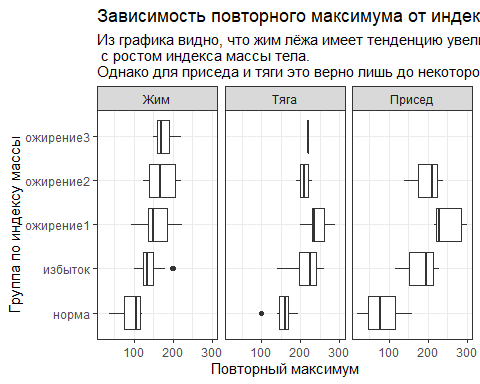 Зависимость повторного максимума от индек
Из графика видно, что жим лёжа имеет тенденцию увел
с ростом индекса массы тела.
Однако для приседа и тяги это верно лишь до некоторо
Жим Тяга Присед
Группа по индексу массы
ожирение3
ожирение2
ожирение1
избыток
норма
100 200 300 100 200 300 100 200 300
Повторный максимум